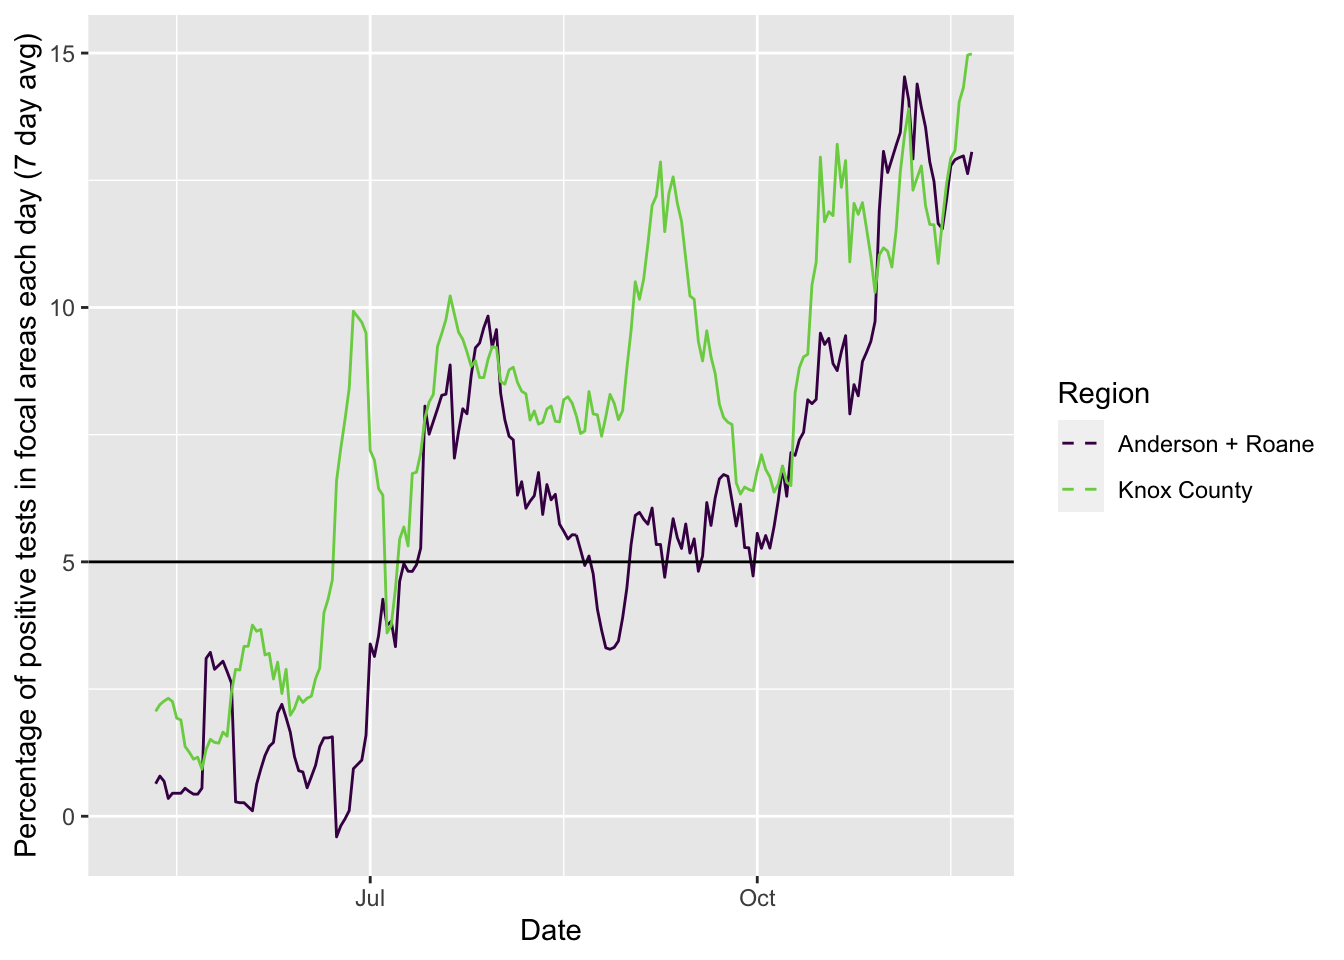 Percentage of positive tests in focal areas each day (7 day avg)
15
10
5
0
Jul
Oct
Date
Region
Anderson + Roane
Knox County